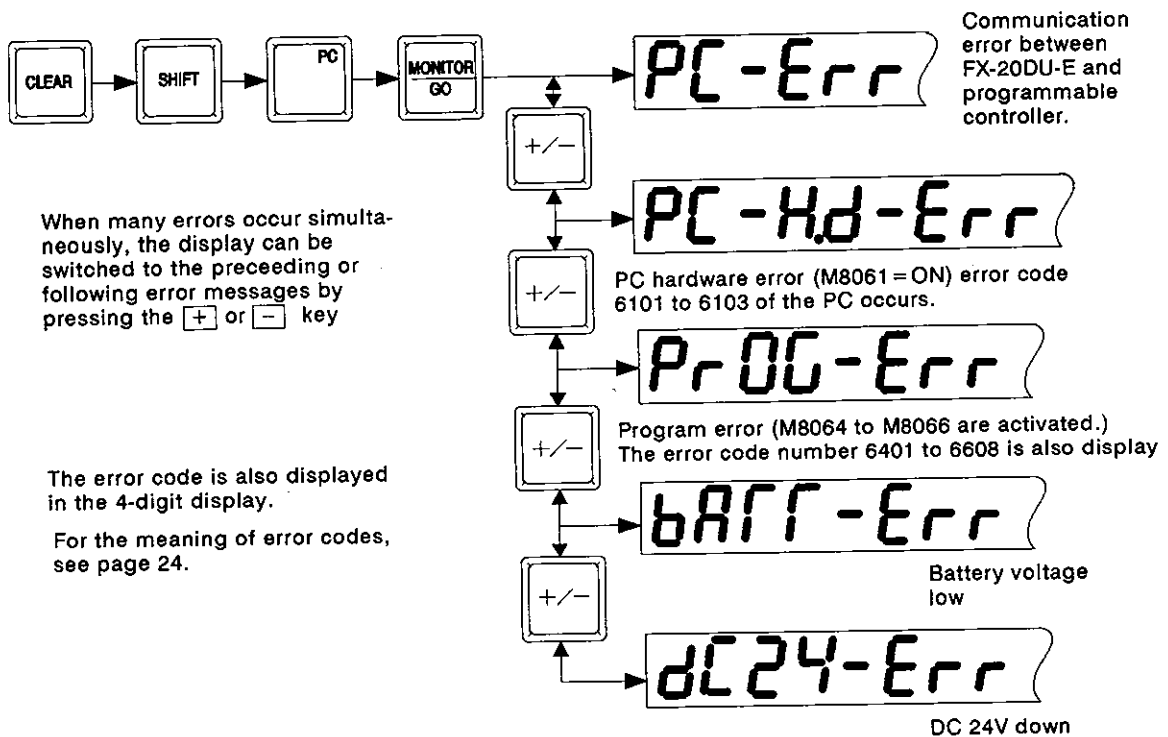 CLEAR
SHIFT
PC
MONITOR
GO
PC-Err
Communication
error between
FX-20DU-E and
programmable
controller.
+/−
PC-H.d-Err
PC hardware error (M8061=ON) error code
6101 to 6103 of the PC occurs.
When many errors occur simulta-
neously, the display can be
switched to the preceeding or
following error messages by
pressing the + or − key
+/−
PrOG-Err
Program error (M8064 to M8066 are activated.)
The error code number 6401 to 6608 is also display
+/−
The error code is also displayed
in the 4-digit display.
For the meaning of error codes,
see page 24.
bATT-Err
Battery voltage
low
+/−
dC24-Err
DC 24V down